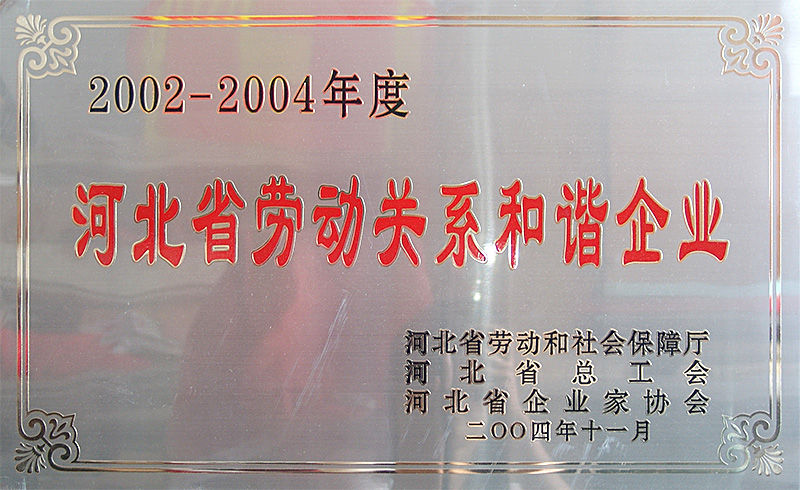 2002-2004年度
河北省劳动关系和谐企业
河北省劳动和社会保障厅
河北省总工会
河北省企业家协会
二〇〇四年十一月